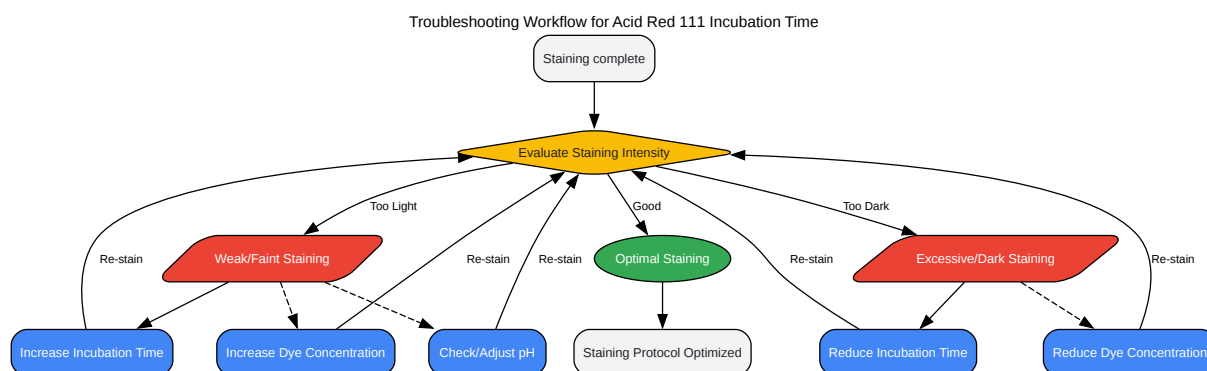 Troubleshooting Workflow for Acid Red 111 Incubation Time
Staining complete
Evaluate Staining Intensity
Too Light
Good
Too Dark
Re-stain
Weak/Faint Staining
Re-stain
Re-stain
Optimal Staining
Re-stain
Excessive/Dark Staining
Re-stain
Increase Incubation Time
Increase Dye Concentration
Check/Adjust pH
Staining Protocol Optimized
Reduce Incubation Time
Reduce Dye Concentration